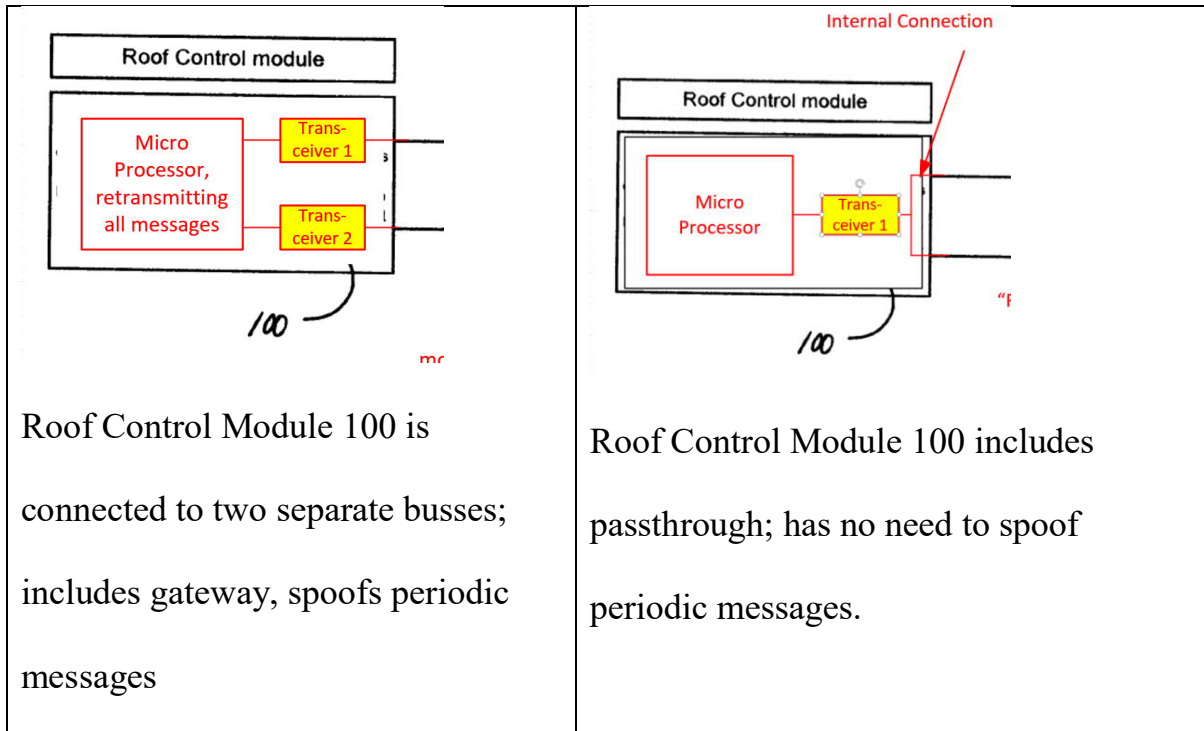 Roof Control module
Micro
Processor,
retransmitting
all messages
Trans-
ceiver 1
Trans-
ceiver 2
100
Roof Control Module 100 is
connected to two separate busses;
includes gateway, spoofs periodic
messages
Internal Connection
Roof Control module
Micro
Processor
Trans-
ceiver 1
100
Roof Control Module 100 includes
passthrough; has no need to spoof
periodic messages.